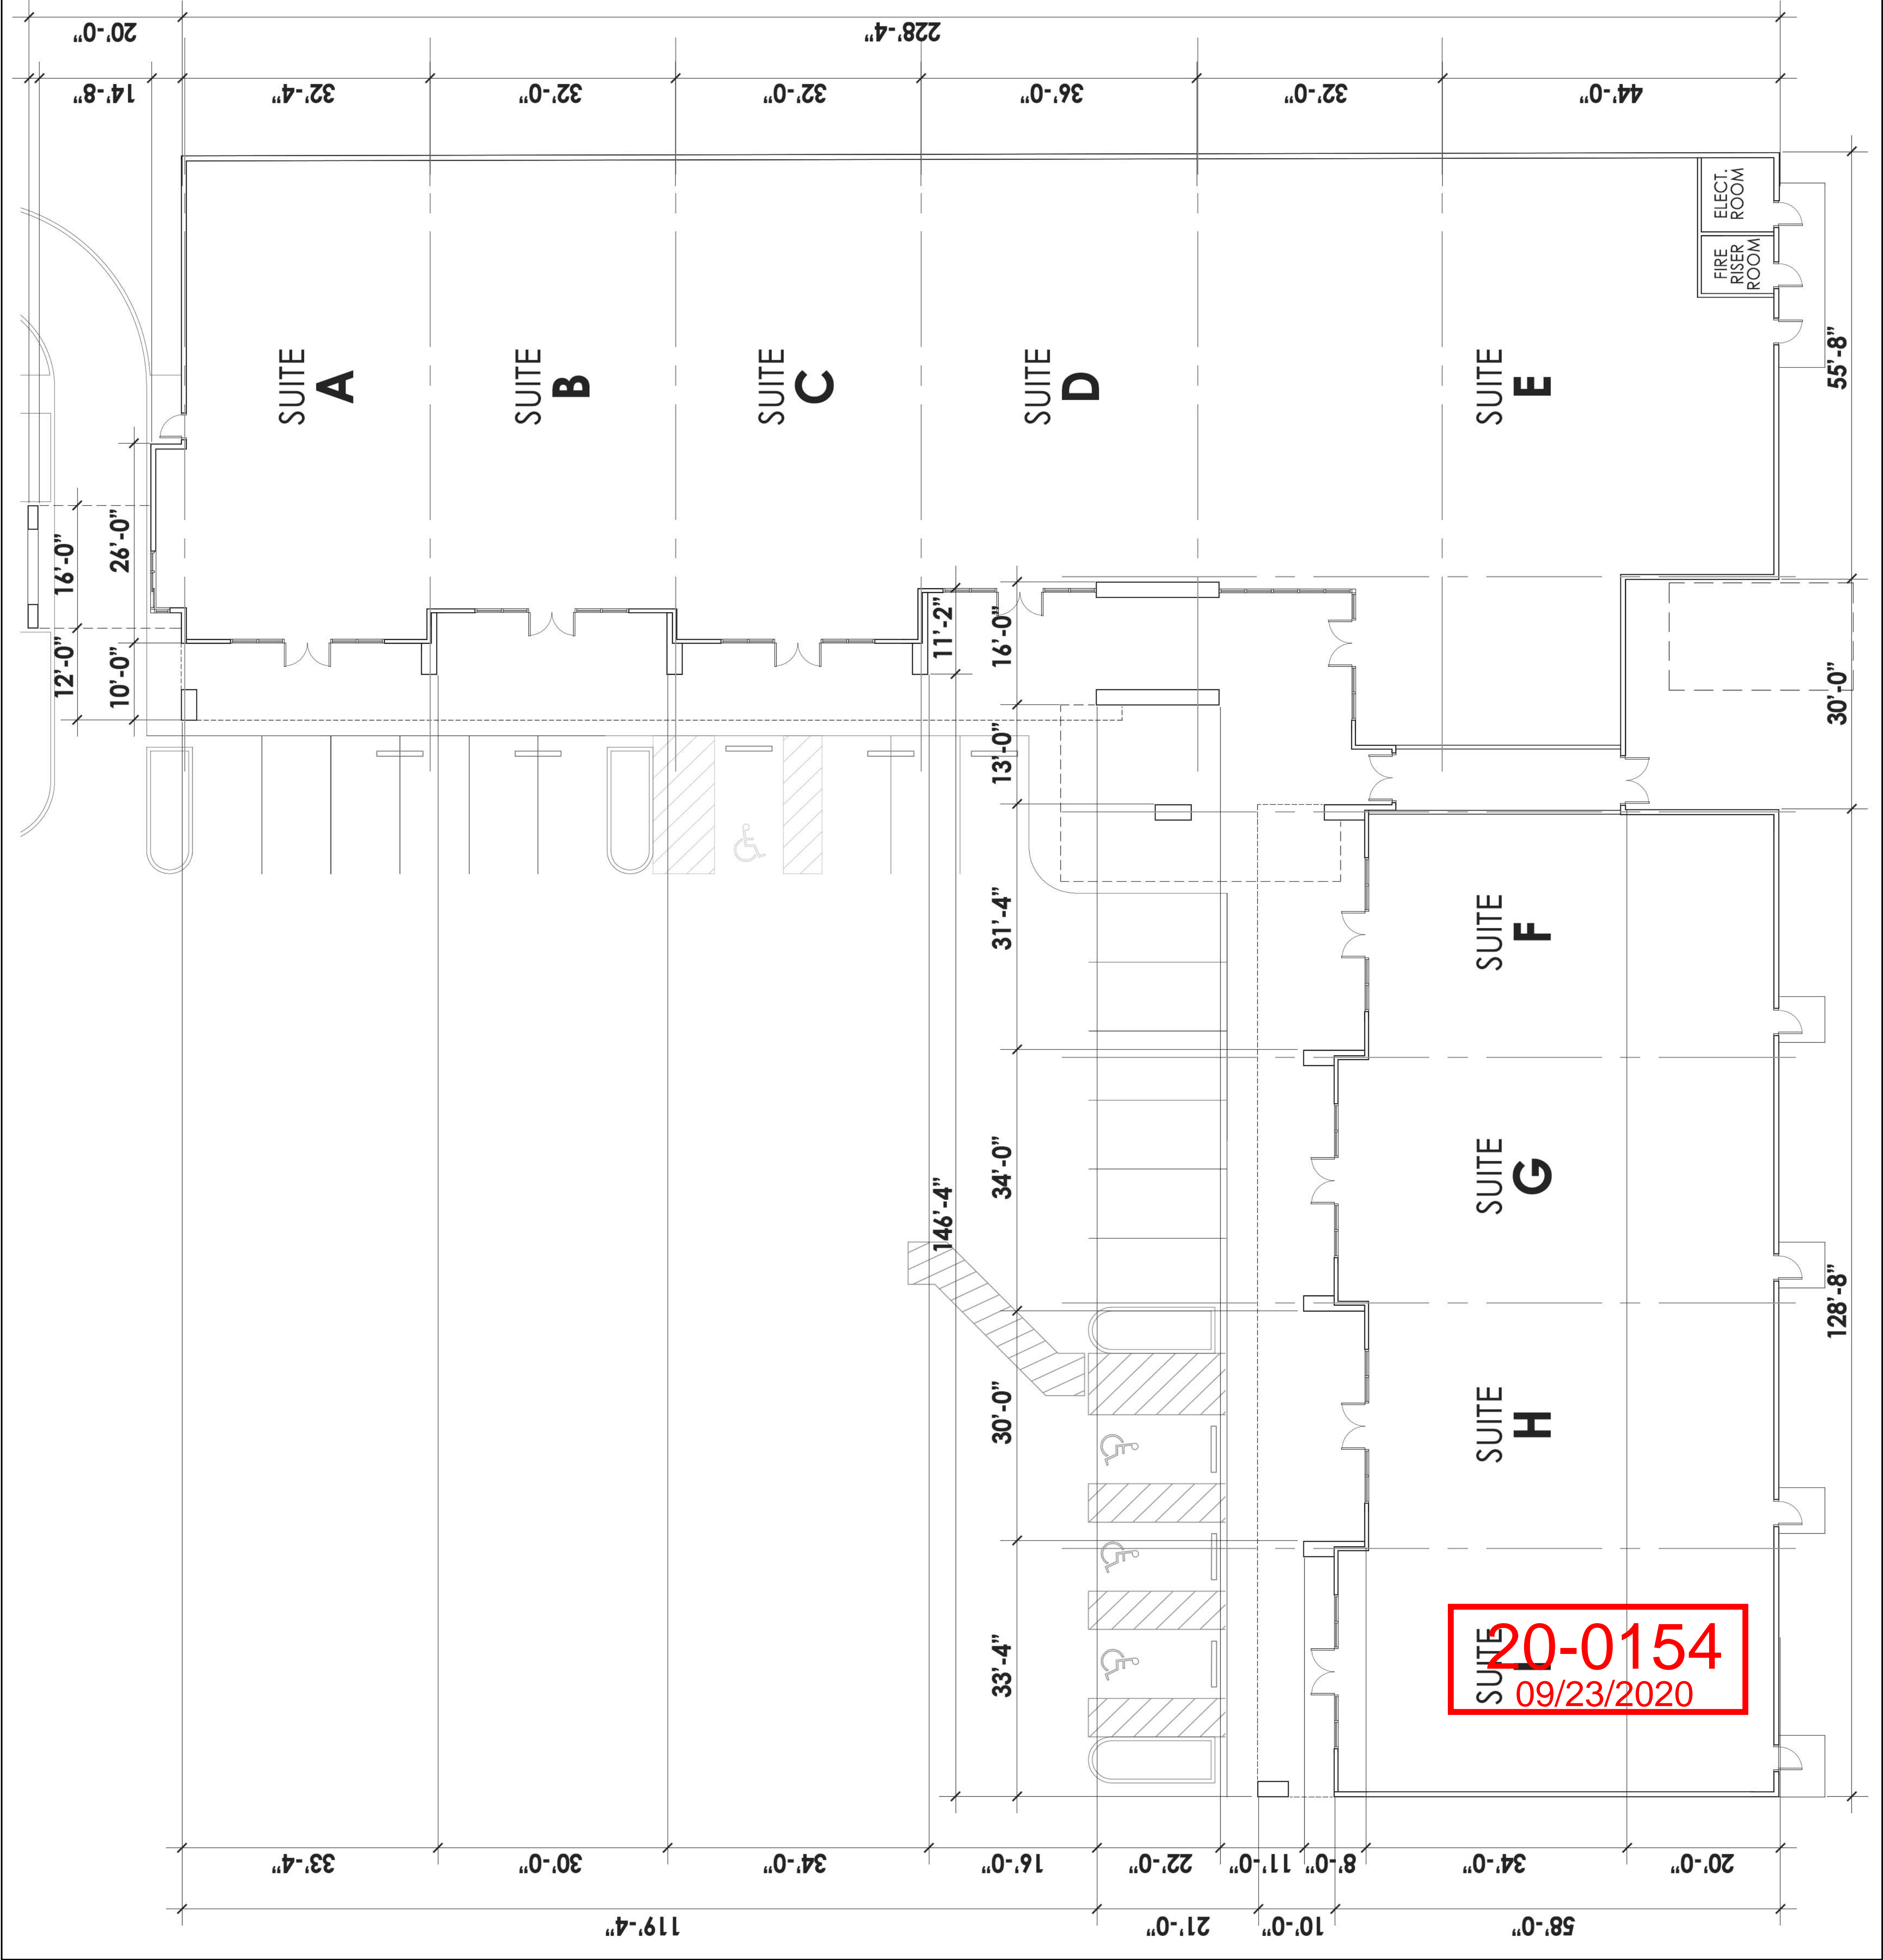 20'-0"
228'-4"
14'-8"
32'-4"
32'-0"
32'-0"
36'-0"
32'-0"
44'-0"
ELECT.
ROOM
FIRE
RISER
ROOM
SUITE
A
SUITE
B
SUITE
C
SUITE
D
SUITE
E
55'-8"
16'-0"
26'-0"
12'-0"
10'-0"
11'-2"
16'-0"
13'-0"
30'-0"
31'-4"
SUITE
F
34'-0"
146'-4"
SUITE
G
128'-8"
30'-0"
SUITE
H
33'-4"
SUITE
I
20-0154
09/23/2020
33'-4"
30'-0"
34'-0"
16'-0"
22'-0"
11'-0"
8'-0"
34'-0"
20'-0"
119'-4"
21'-0"
10'-0"
58'-0"